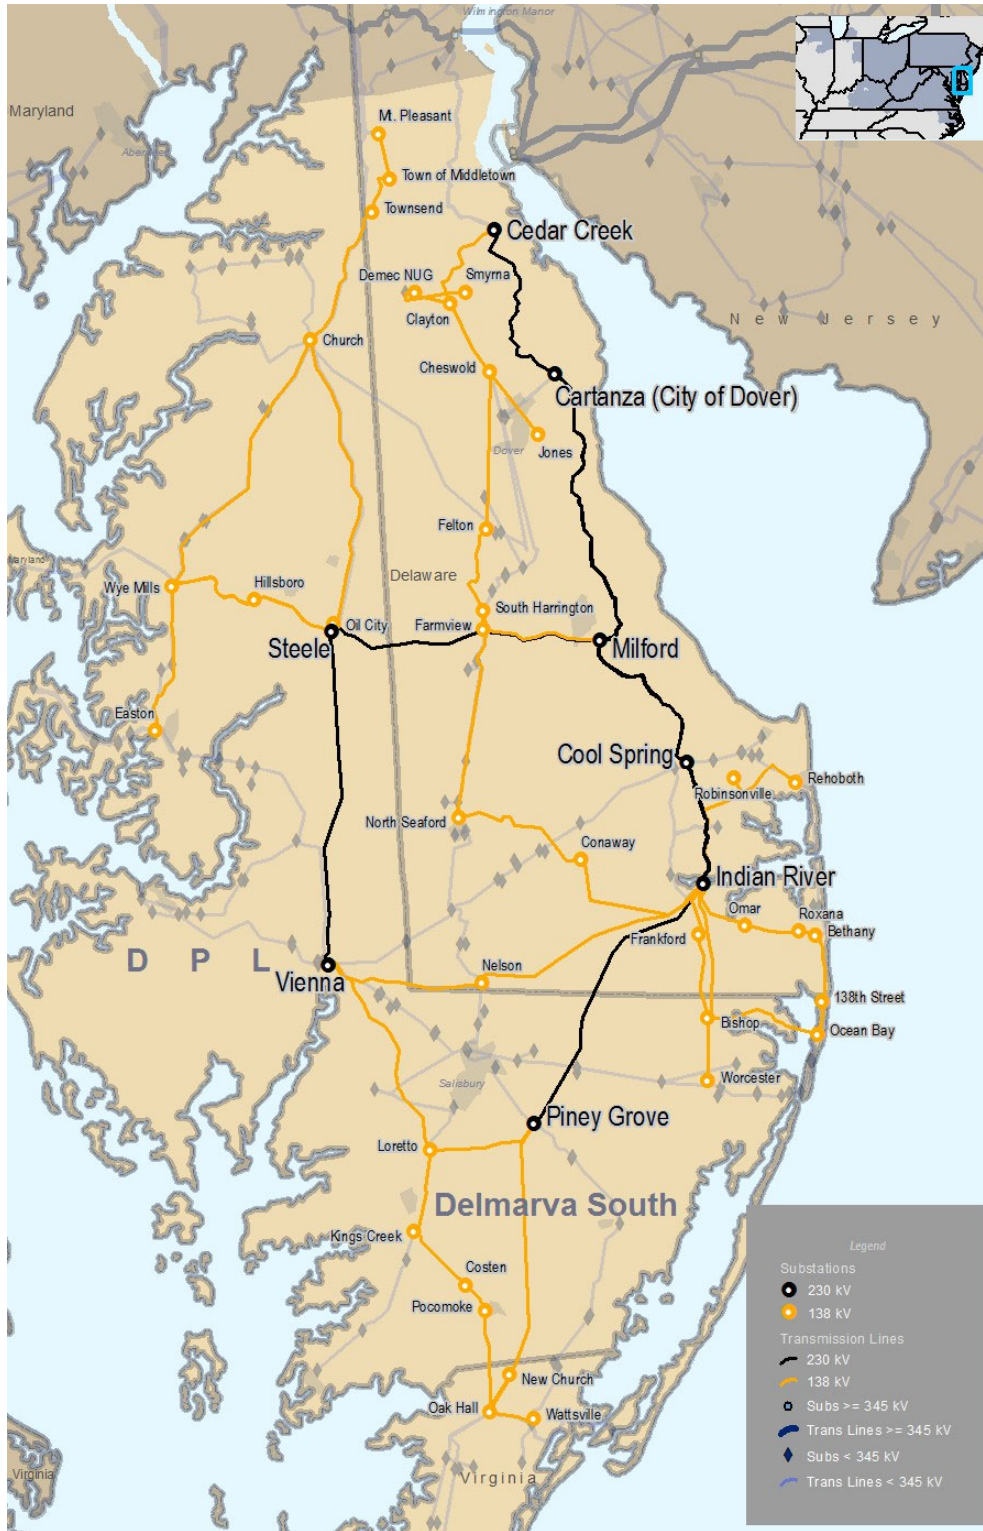 Wilmington Manor
Maryland
Mt. Pleasant
Town of Middletown
Townsend
Cedar Creek
Demec NUG
Smyrna
Clayton
New Jersey
Church
Cheswold
Cartanza (City of Dover)
Dover
Jones
Felton
Maryland
Delaware
Wye Mills
Hillsboro
South Harrington
Oil City
Farmview
Steele
Milford
Easton
Cool Spring
Rehoboth
Robinsonville
North Seaford
Conaway
Indian River
Omar
Roxana
Bethany
Frankford
DPL
Nelson
Vienna
138th Street
Bishop
Ocean Bay
Salisbury
Worcester
Piney Grove
Loretto
Delmarva South
Kings Creek
Costen
Pocomoke
New Church
Oak Hall
Wattsville
Virginia
Virginia
Legend
Substations
230 kV
138 kV
Transmission Lines
230 kV
138 kV
Subs >= 345 kV
Trans Lines >= 345 kV
Subs < 345 kV
Trans Lines < 345 kV